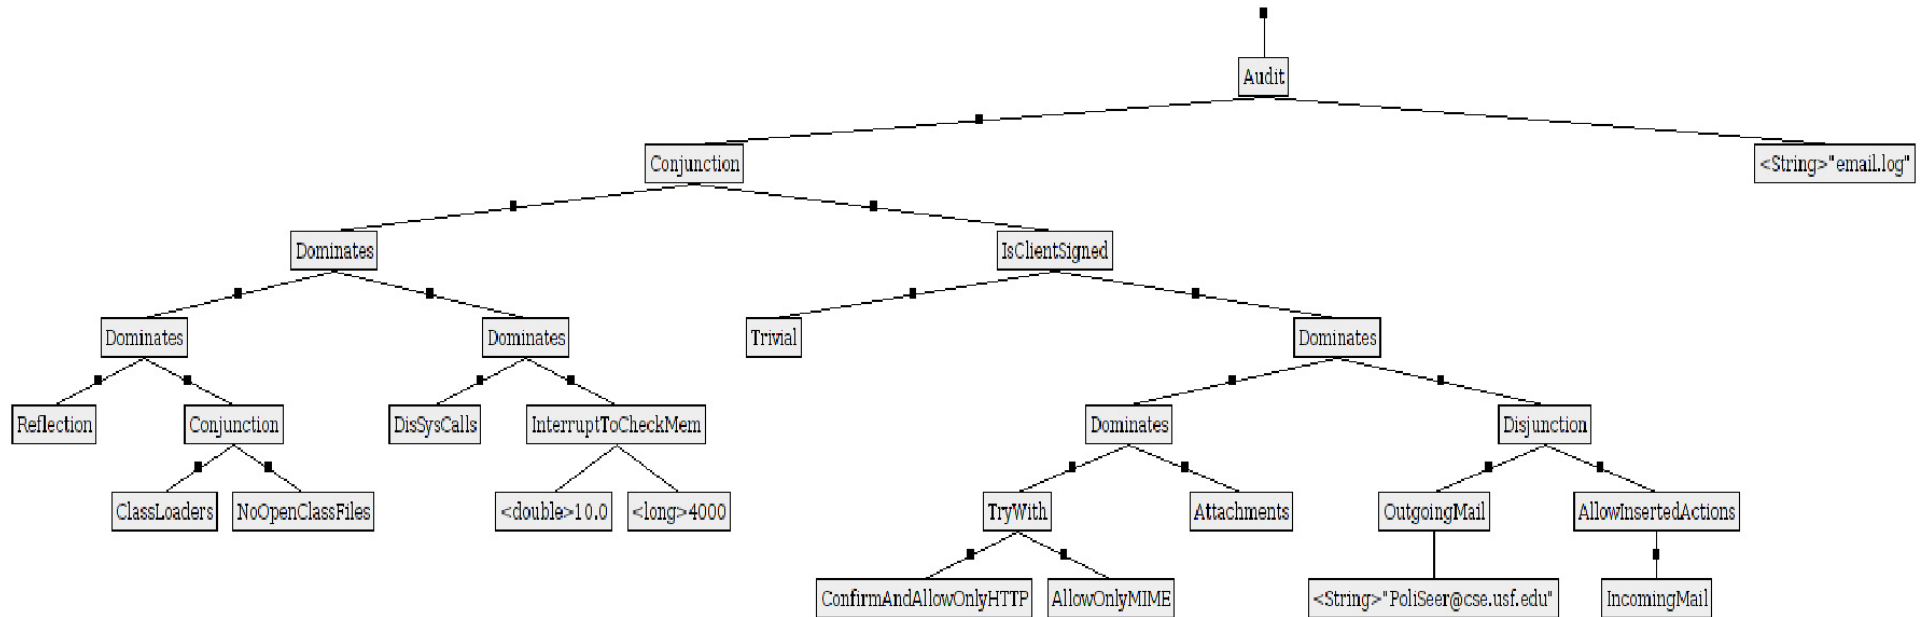 Audit
Conjunction
<String>"email.log"
Dominates
IsClientSigned
Dominates
Dominates
Trivial
Dominates
Reflection
Conjunction
DisSysCalls
InterruptToCheckMem
Dominates
Disjunction
ClassLoaders
NoOpenClassFiles
<double>10.0
<long>4000
TryWith
Attachments
OutgoingMail
AllowInsertedActions
ConfirmAndAllowOnlyHTTP
AllowOnlyMIME
<String>"PoliSeer@cse.usf.edu"
IncomingMail